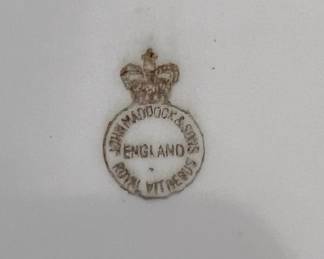 JOHN MADDOCK & SONS
ENGLAND
ROYAL VITREOUS